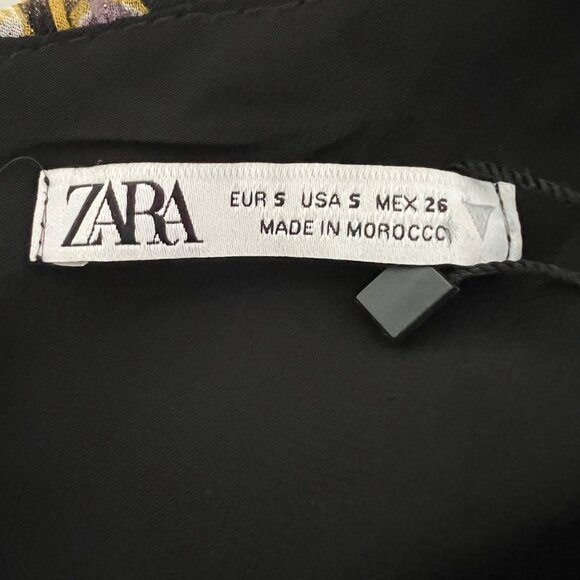 ZARA
EUR S USA S MEX 26
MADE IN MOROCCO